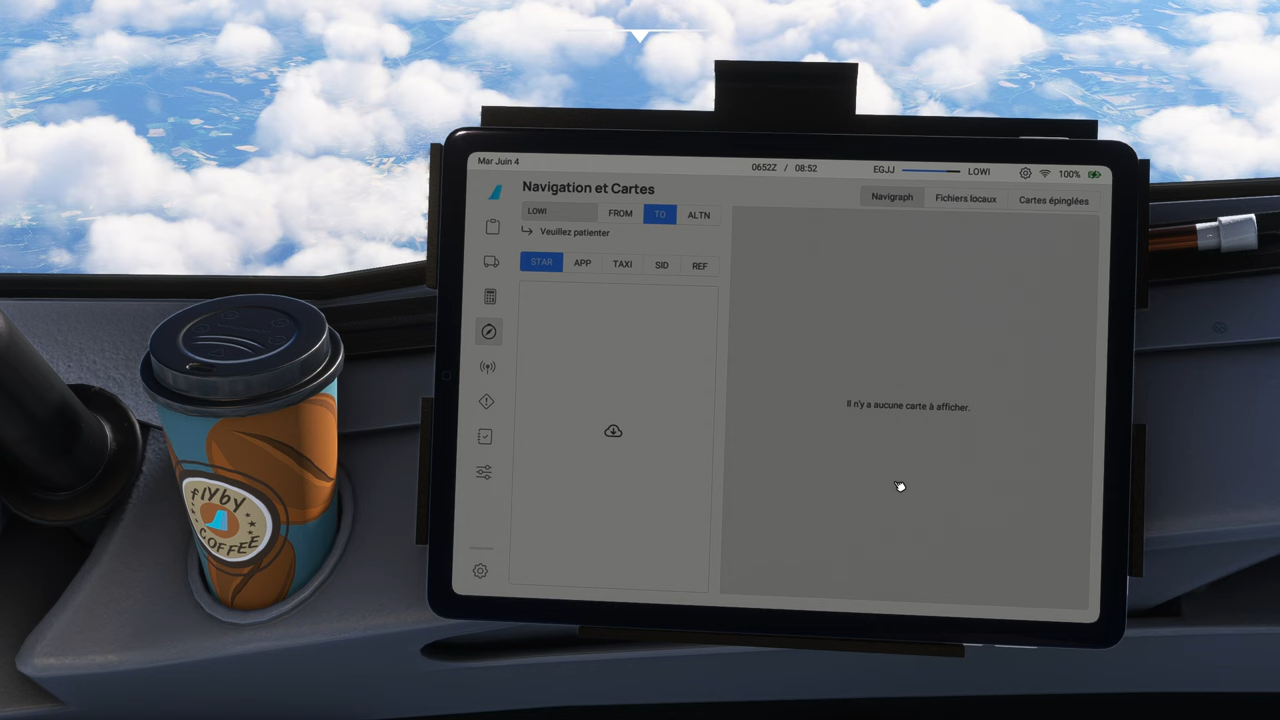 Mar Juin 4
0652Z / 08:52
EGJJ LOWI
100%
Navigation et Cartes
Navigraph Fichiers locaux Cartes épinglées
LOWI FROM TO ALTN
Veuillez patienter
STAR APP TAXI SID REF
Il n'y a aucune carte à afficher.
flyby
COFFEE